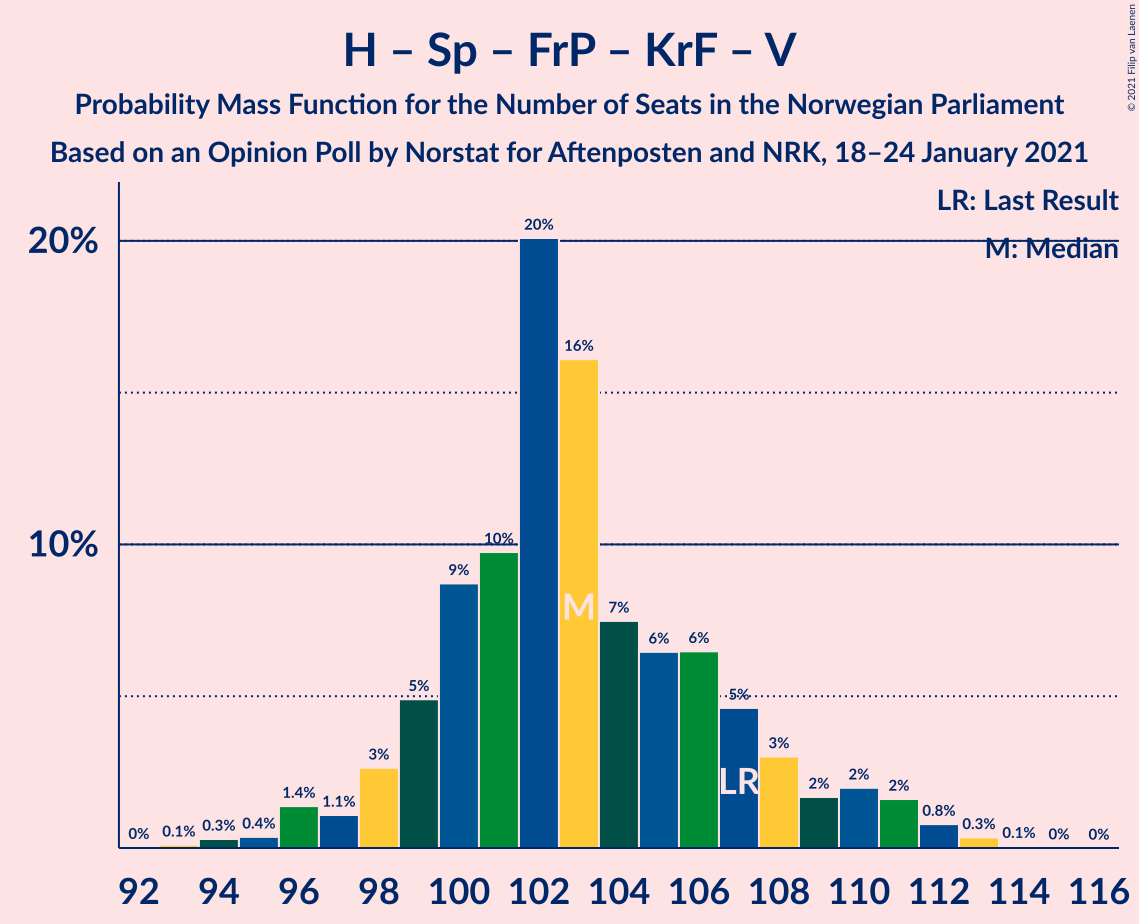 H – Sp – FrP – KrF – V
Probability Mass Function for the Number of Seats in the Norwegian Parliament
Based on an Opinion Poll by Norstat for Aftenposten and NRK, 18–24 January 2021
© 2021 Filip van Laenen
LR: Last Result
M: Median
20%
10%
0% 0.1% 0.3% 0.4% 1.4% 1.1% 3% 5% 9% 10% 20% 16% 7% 6% 6% 5% 3% 2% 2% 2% 0.8% 0.3% 0.1% 0% 0%
M
LR
92 94 96 98 100 102 104 106 108 110 112 114 116